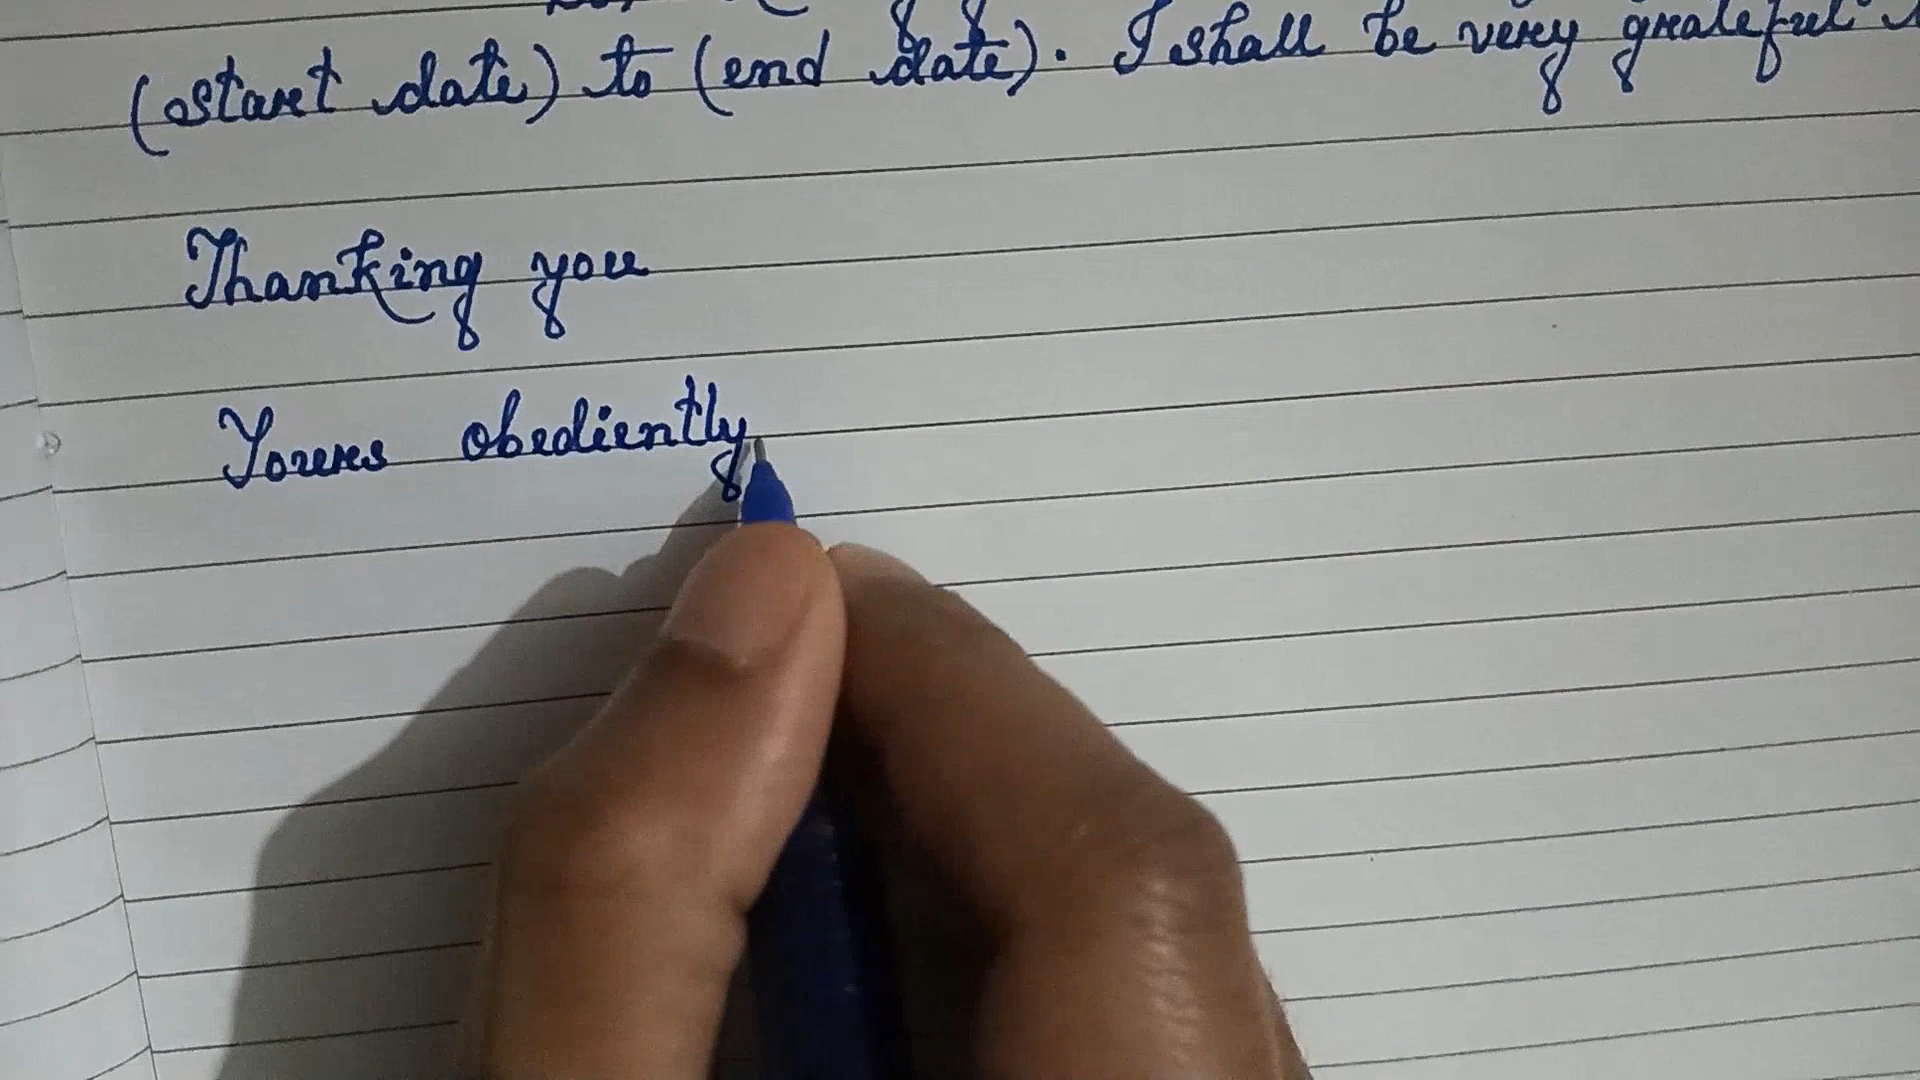 (start date) to (end date). I shall be very grateful
Thanking you
Yours obediently